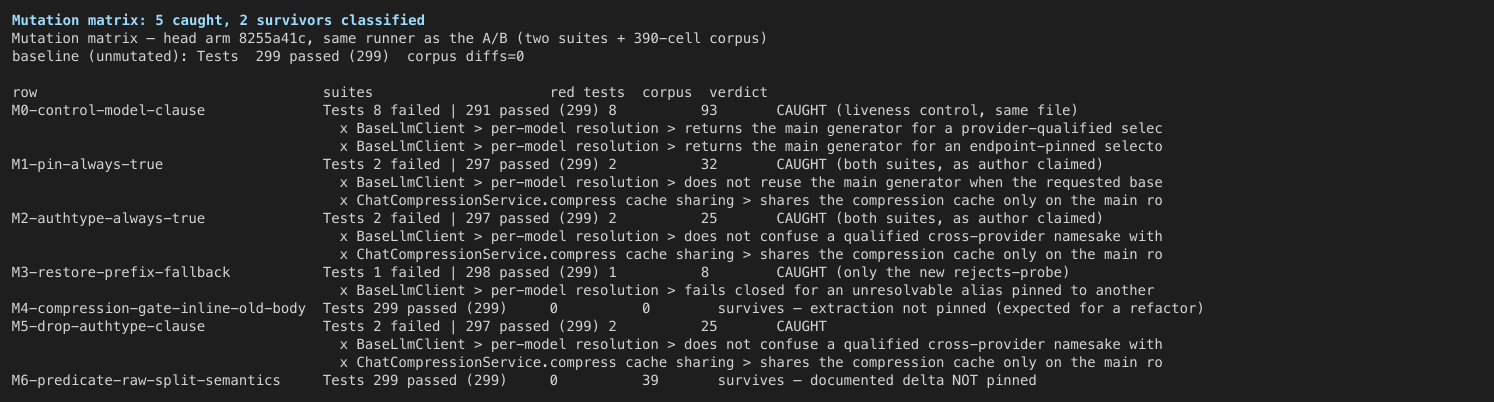 Mutation matrix: 5 caught, 2 survivors classified
Mutation matrix — head arm 8255a41c, same runner as the A/B (two suites + 390-cell corpus)
baseline (unmutated): Tests  299 passed (299)  corpus diffs=0
row                                   suites                      red tests  corpus  verdict
M0-control-model-clause               Tests 8 failed | 291 passed (299) 8          93       CAUGHT (liveness control, same file)
x BaseLlmClient > per-model resolution > returns the main generator for a provider-qualified selec
x BaseLlmClient > per-model resolution > returns the main generator for an endpoint-pinned selecto
M1-pin-always-true                    Tests 2 failed | 297 passed (299) 2          32       CAUGHT (both suites, as author claimed)
x BaseLlmClient > per-model resolution > does not reuse the main generator when the requested base
x ChatCompressionService.compress cache sharing > shares the compression cache only on the main ro
M2-authtype-always-true               Tests 2 failed | 297 passed (299) 2          25       CAUGHT (both suites, as author claimed)
x BaseLlmClient > per-model resolution > does not confuse a qualified cross-provider namesake with
x ChatCompressionService.compress cache sharing > shares the compression cache only on the main ro
M3-restore-prefix-fallback            Tests 1 failed | 298 passed (299) 1          8        CAUGHT (only the new rejects-probe)
x BaseLlmClient > per-model resolution > fails closed for an unresolvable alias pinned to another
M4-compression-gate-inline-old-body  Tests 299 passed (299)     0          0        survives — extraction not pinned (expected for a refactor)
M5-drop-authtype-clause               Tests 2 failed | 297 passed (299) 2          25       CAUGHT
x BaseLlmClient > per-model resolution > does not confuse a qualified cross-provider namesake with
x ChatCompressionService.compress cache sharing > shares the compression cache only on the main ro
M6-predicate-raw-split-semantics     Tests 299 passed (299)     0          39       survives — documented delta NOT pinned